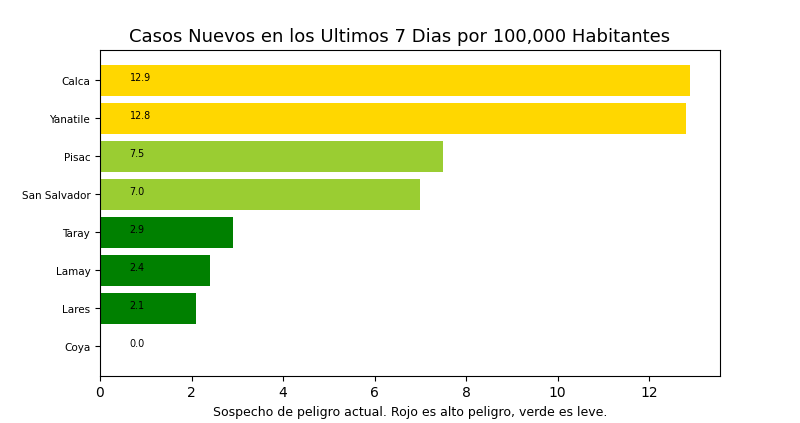 Casos Nuevos en los Ultimos 7 Dias por 100,000 Habitantes
Calca 12.9
Yanatile 12.8
Pisac 7.5
San Salvador 7.0
Taray 2.9
Lamay 2.4
Lares 2.1
Coya 0.0
0 2 4 6 8 10 12
Sospecho de peligro actual. Rojo es alto peligro, verde es leve.